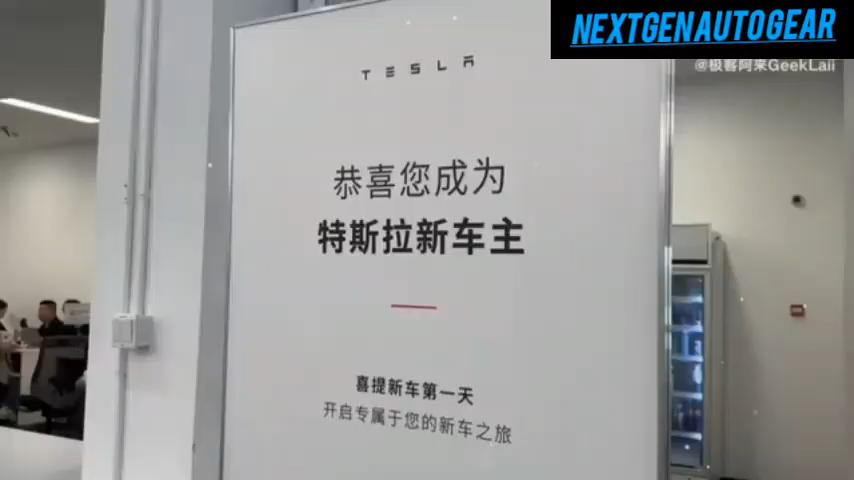 NEXTGENAUTOGEAR
@极客阿来GeekLaii
TESLA
恭喜您成为
特斯拉新车主
喜提新车第一天
开启专属于您的新车之旅